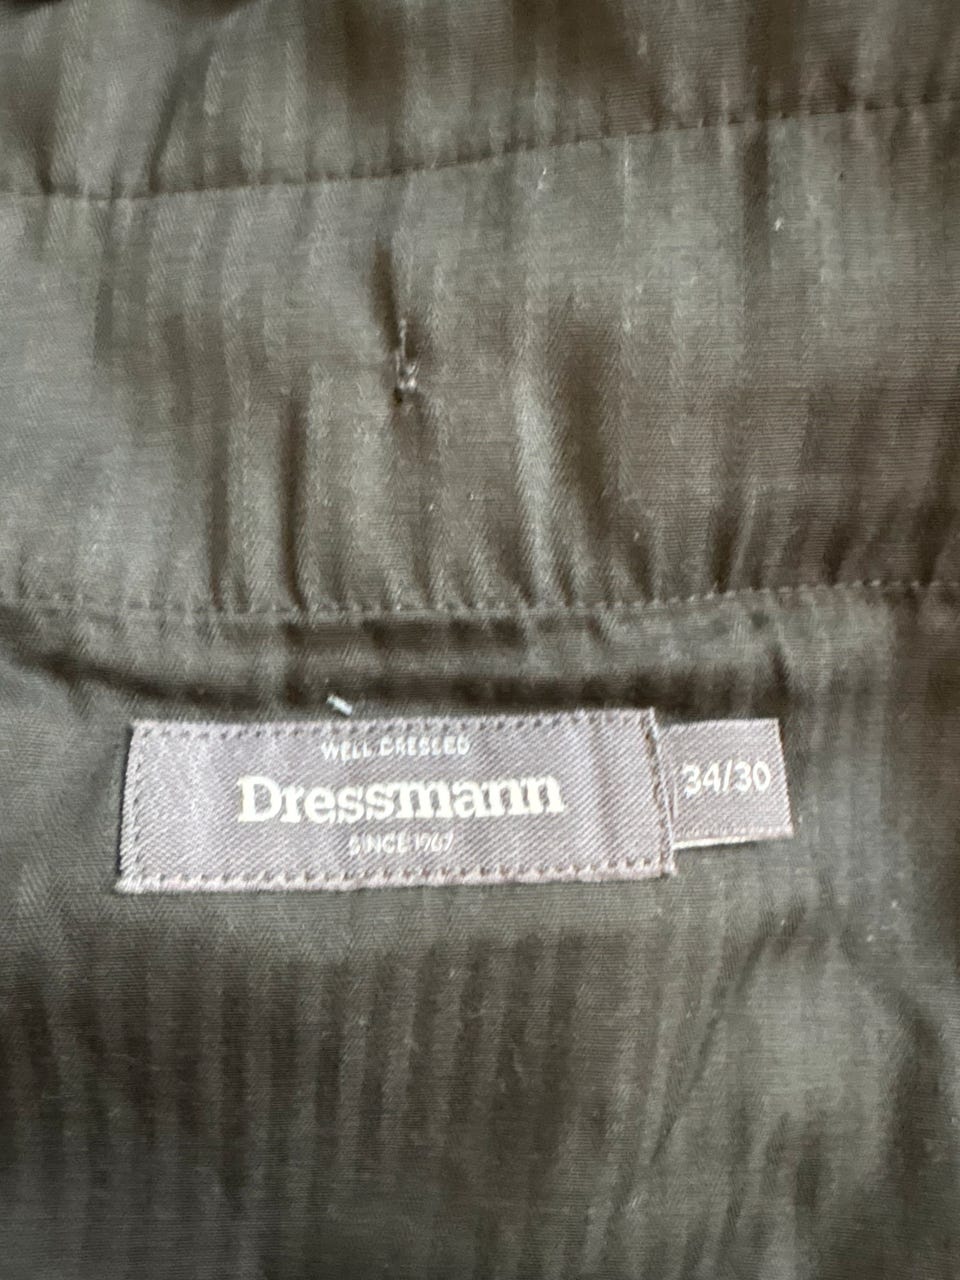 WELL DRESSED
Dressmann
SINCE 1967
34/30